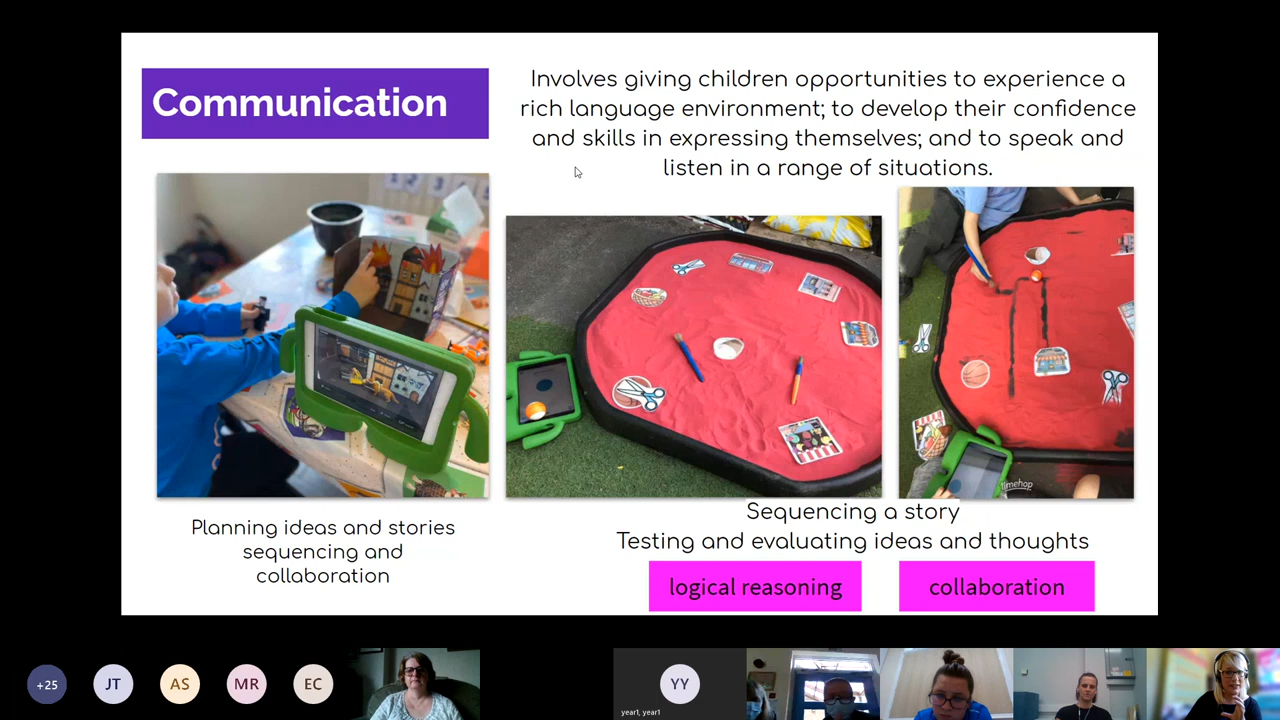 Communication
Involves giving children opportunities to experience a
rich language environment; to develop their confidence
and skills in expressing themselves; and to speak and
listen in a range of situations.
timehop
Planning ideas and stories
sequencing and
collaboration
Sequencing a story
Testing and evaluating ideas and thoughts
logical reasoning
collaboration
+25
JT
AS
MR
EC
YY
year1, year1